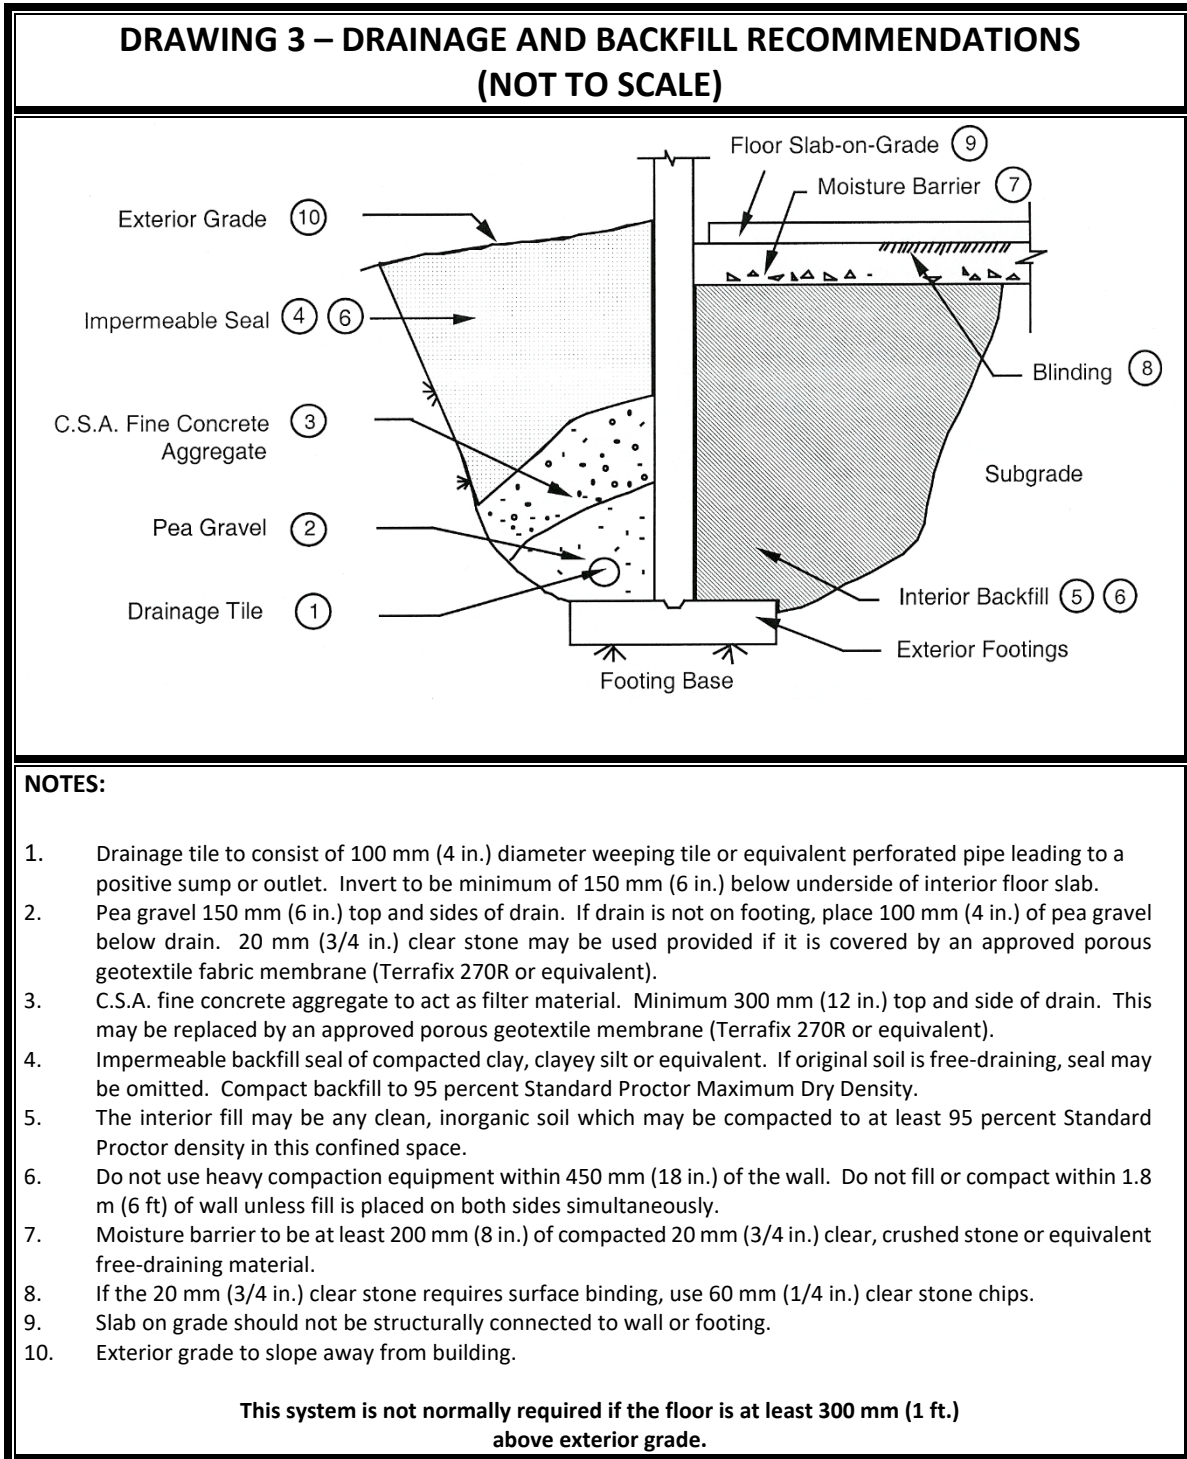 DRAWING 3 – DRAINAGE AND BACKFILL RECOMMENDATIONS
(NOT TO SCALE)
Floor Slab-on-Grade 9
Moisture Barrier 7
Exterior Grade 10
Impermeable Seal 4 6
Blinding 8
C.S.A. Fine Concrete 3
Aggregate
Subgrade
Pea Gravel 2
Interior Backfill 5 6
Drainage Tile 1
Exterior Footings
Footing Base
NOTES:
1. Drainage tile to consist of 100 mm (4 in.) diameter weeping tile or equivalent perforated pipe leading to a
positive sump or outlet. Invert to be minimum of 150 mm (6 in.) below underside of interior floor slab.
2. Pea gravel 150 mm (6 in.) top and sides of drain. If drain is not on footing, place 100 mm (4 in.) of pea gravel
below drain. 20 mm (3/4 in.) clear stone may be used provided if it is covered by an approved porous
geotextile fabric membrane (Terrafix 270R or equivalent).
3. C.S.A. fine concrete aggregate to act as filter material. Minimum 300 mm (12 in.) top and side of drain. This
may be replaced by an approved porous geotextile membrane (Terrafix 270R or equivalent).
4. Impermeable backfill seal of compacted clay, clayey silt or equivalent. If original soil is free-draining, seal may
be omitted. Compact backfill to 95 percent Standard Proctor Maximum Dry Density.
5. The interior fill may be any clean, inorganic soil which may be compacted to at least 95 percent Standard
Proctor density in this confined space.
6. Do not use heavy compaction equipment within 450 mm (18 in.) of the wall. Do not fill or compact within 1.8
m (6 ft) of wall unless fill is placed on both sides simultaneously.
7. Moisture barrier to be at least 200 mm (8 in.) of compacted 20 mm (3/4 in.) clear, crushed stone or equivalent
free-draining material.
8. If the 20 mm (3/4 in.) clear stone requires surface binding, use 60 mm (1/4 in.) clear stone chips.
9. Slab on grade should not be structurally connected to wall or footing.
10. Exterior grade to slope away from building.
This system is not normally required if the floor is at least 300 mm (1 ft.)
above exterior grade.